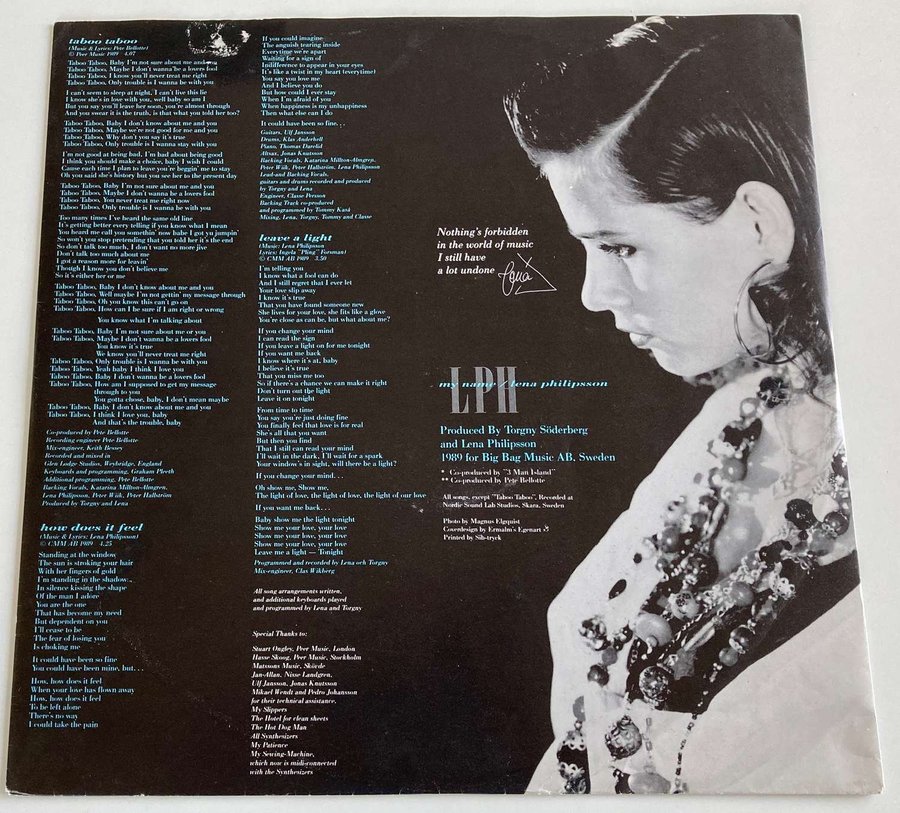 taboo taboo
(Music & Lyrics: Pete Bellotte)
© Peer Music 1989 4.07
Taboo Taboo, Baby I'm not sure about me and
Taboo Taboo, Maybe I don't wanna be a lovers fool
Taboo Taboo, I know you'll never treat me right
Taboo Taboo, Only trouble is I wanna be with you
I can't seem to sleep at night, I can't live this lie
I know she's in love with you, well baby so am I
But you say you'll leave her soon, you're almost through
And you swear it is the truth, is that what you told her too?
Taboo Taboo, Baby I don't know about me and you
Taboo Taboo, Maybe we're not good for me and you
Taboo Taboo, Why don't you say it's true
Taboo Taboo, Only trouble is I wanna stay with you
I'm not good at being bad, I'm bad about being good
I think you should make a choice, baby I wish I could
Cause each time I plan to leave you're beggin' me to stay
Oh you said she's history but you see her to the present day
Taboo Taboo, Baby I'm not sure about me and you
Taboo Taboo, Maybe I don't wanna be a lovers fool
Taboo Taboo, You never treat me right now
Taboo Taboo, Only trouble is I wanna be with you
Too many times I've heard the same old line
It's getting better every telling if you know what I mean
You heard me call you somethin' now babe I got yu jumpin'
So won't you stop pretending that you told her it's the end
So don't talk too much, I don't want no more jive
Don't talk too much about me
I got a reason more for leavin'
Though I know you don't believe me
So it's either her or me
Taboo Taboo, Baby I don't know about me and you
Taboo Taboo, Well maybe I'm not gettin' my message through
Taboo Taboo, Oh you know this can't go on
Taboo Taboo, How can I be sure if I am right or wrong
You know what I'm talking about
Taboo Taboo, Baby I'm not sure about me or you
Taboo Taboo, Maybe I don't wanna be a lovers fool
You know it's true
We know you'll never treat me right
Taboo Taboo, Only trouble is I wanna be with you
Taboo Taboo, Yeah baby I think I love you
Taboo Taboo, Baby I don't wanna be a lovers fool
Taboo Taboo, How am I supposed to get my message
through to you
You gotta chose, baby, I don't mean maybe
Taboo Taboo, Baby I don't know about me and you
Taboo Taboo, I think I love you, baby
And that's the trouble, baby
Co-produced by Pete Bellotte
Recording engineer Pete Bellotte
Mix-engineer, Keith Bessey
Recorded and mixed in
Glen Lodge Studios, Weybridge, England
Keyboards and programming, Graham Pleeth
Additional programming, Pete Bellotte
Backing Vocals, Katarina Millton-Almgren,
Lena Philipsson, Peter Wiik, Peter Hallström
Produced by Torgny and Lena
how does it feel
(Music & Lyrics: Lena Philipsson)
© CMM AB 1989 4.25
Standing at the window
The sun is stroking your hair
With her fingers of gold
I'm standing in the shadow
In silence kissing the shape
Of the man I adore
You are the one
That has become my need
But dependent on you
I'll cease to be
The fear of losing you
Is choking me
It could have been so fine
You could have been mine, but. . .
How, how does it feel
When your love has flown away
How, how does it feel
To be left alone
There's no way
I could take the pain
If you could imagine
The anguish tearing inside
Everytime we're apart
Waiting for a sign of
Inififference to appear in your eyes
It's like a twist in my heart (everytime)
You say you love me
And I believe you do
But how could I ever stay
When I'm afraid of you
When happiness is my unhappiness
Then what else can I do
It could have been so fine. . .
Guitars, Ulf Jansson
Drums, Klas Anderhell
Piano, Thomas Darelid
Altsax, Jonas Knutsson
Backing Vocals, Katarina Millton-Almgren,
Peter Wiik, Peter Hallström, Lena Philipsson
Lead-and Backing Vocals,
guitars and drums recorded and produced
by Torgny and Lena
Engineer, Classe Persson
Backing Track co-produced
and programmed by Tommy Kasä
Mixing, Lena, Torgny, Tommy and Classe
leave a light
(Music: Lena Philipsson
Lyrics: Ingela "Pling" Forsman)
© CMM AB 1989 3.50
I'm telling you
I know what a fool can do
And I still regret that I ever let
Your love slip away
I know it's true
That you have found someone new
She lives for your love, she fits like a glove
You're close as can be, but what about me?
If you change your mind
I can read the sign
If you leave a light on for me tonight
If you want me back
I know where it's at, baby
I believe it's true
That you miss me too
So if there's a chance we can make it right
Don't turn out the light
Leave it on tonight
From time to time
You say you're just doing fine
You finally feel that love is for real
She's all that you want
But then you find
That I still can read your mind
I'll wait in the dark, I'll wait for a spark
Your window's in sight, will there be a light?
If you change your mind. . .
Oh show me, Show me,
The light of love, the light of love, the light of our love
If you want me back. . .
Baby show me the light tonight
Show me your love, your love
Show me your love, your love
Show me your love, your love
Leave me a light — Tonight
Programmed and recorded by Lena och Torgny
Mix-engineer, Clas Wikberg
All song arrangements written,
and additional keyboards played
and programmed by Lena and Torgny
Special Thanks to:
Stuart Ongley, Peer Music, London
Hasse Skoog, Peer Music, Stockholm
Matssons Music, Skövde
Jan-Allan, Nisse Landgren,
Ulf Jansson, Jonas Knutsson
Mikael Wendt and Pedro Johansson
for their technical assistance.
My Slippers
The Hotel for clean sheets
The Hot Dog Man
All Synthesizers
My Patience
My Sewing-Machine,
which now is midi-connected
with the Synthesizers
Nothing's forbidden
in the world of music
I still have
a lot undone
Lena
my name / lena philipsson
LPH
Produced By Torgny Söderberg
and Lena Philipsson
1989 for Big Bag Music AB, Sweden
* Co-produced by "3 Man Island"
** Co-produced by Pete Bellotte
All songs, except "Taboo Taboo", Recorded at
Nordic Sound Lab Studios, Skara, Sweden
Photo by Magnus Elgquist
Coverdesign by Ermalm's Egenart
Printed by Sib-tryck